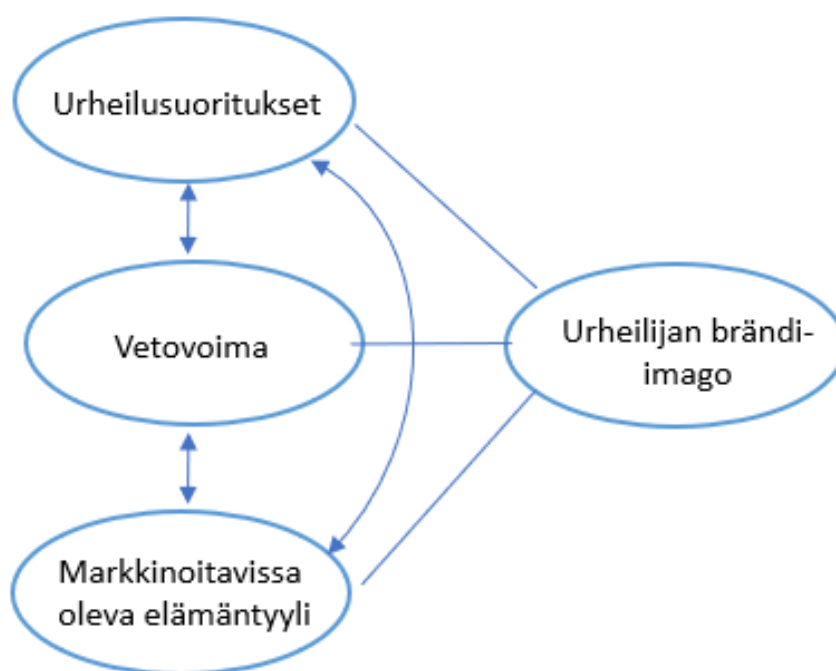 Urheilusuoritukset
Vetovoima
Urheilijan brändi-
imago
Markkinoitavissa
oleva elämäntyyli